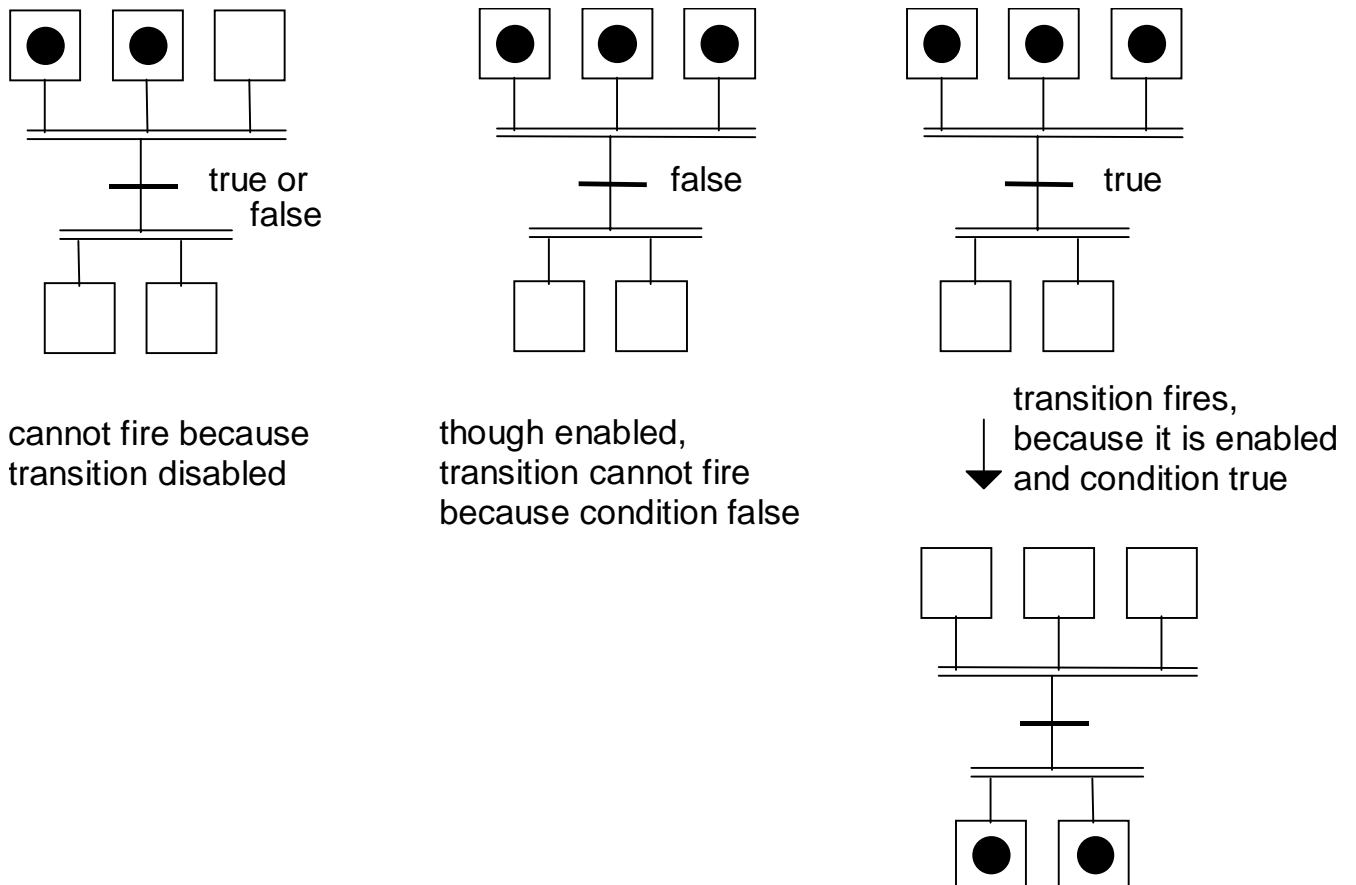 true or
false
false
true
cannot fire because
transition disabled
though enabled,
transition cannot fire
because condition false
transition fires,
because it is enabled
and condition true